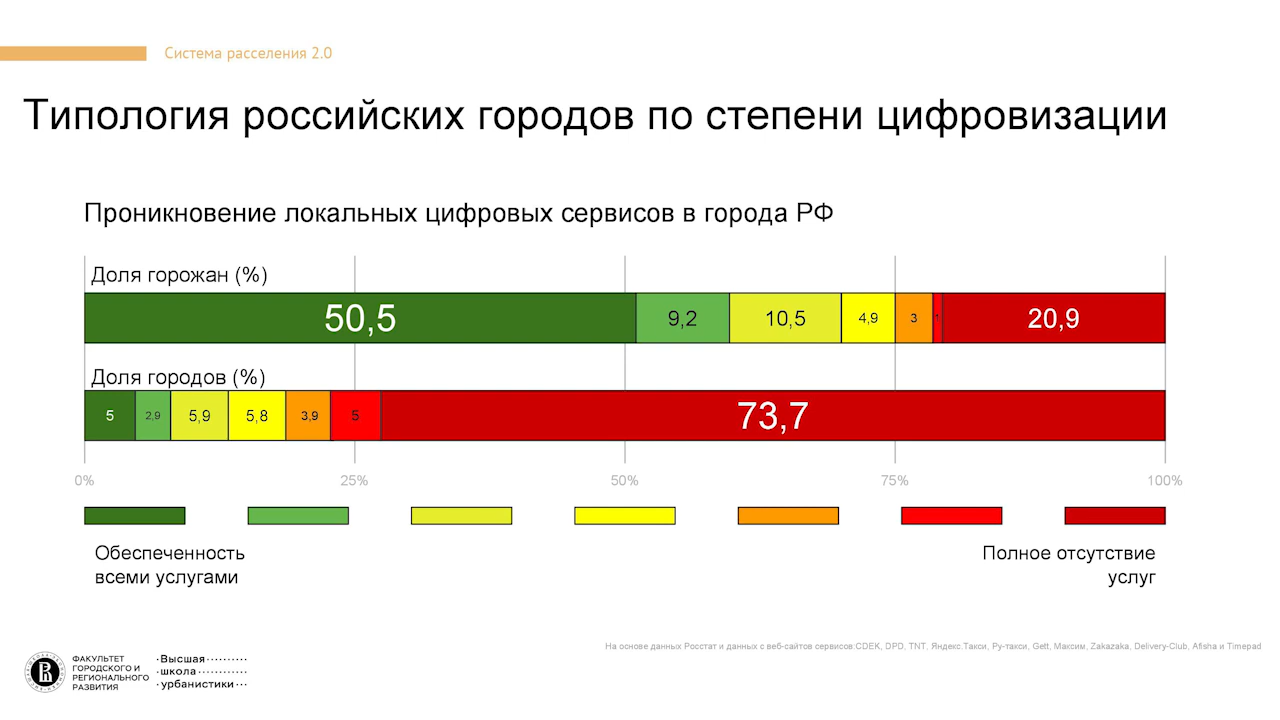 Система расселения 2.0
Типология российских городов по степени цифровизации
Проникновение локальных цифровых сервисов в города РФ
Доля горожан (%)
50,5 9,2 10,5 4,9 3 20,9
Доля городов (%)
5 2,9 5,9 5,8 3,9 5 73,7
0% 25% 50% 75% 100%
Обеспеченность
всеми услугами
Полное отсутствие
услуг
На основе данных Росстат и данных с веб-сайтов сервисов:CDEK, DPD, TNT, Яндекс.Такси, Ру-такси, Gett, Максим, Zakazaka, Delivery-Club, Afisha и Timepad
ФАКУЛЬТЕТ
ГОРОДСКОГО И
РЕГИОНАЛЬНОГО
РАЗВИТИЯ
·Высшая··········
·школа············
·урбанистики···